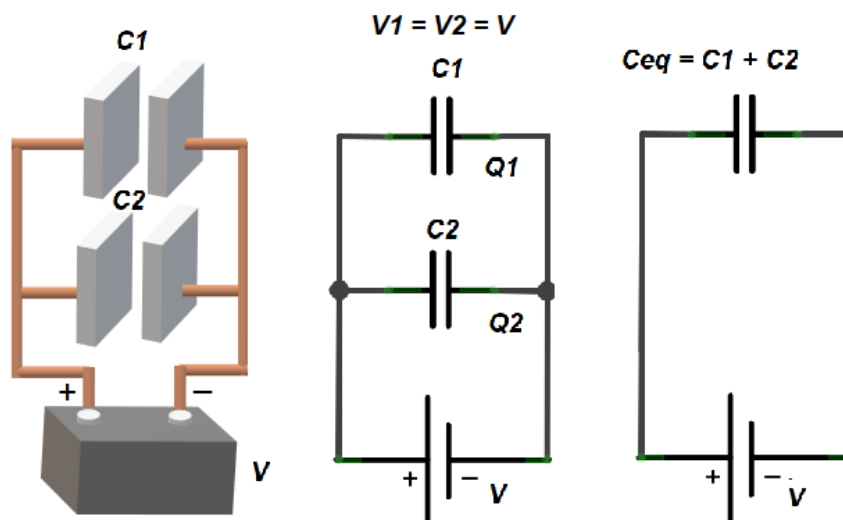 C1
C2
+
–
V
V1 = V2 = V
C1
Q1
C2
Q2
+
–
V
Ceq = C1 + C2
+
–
V